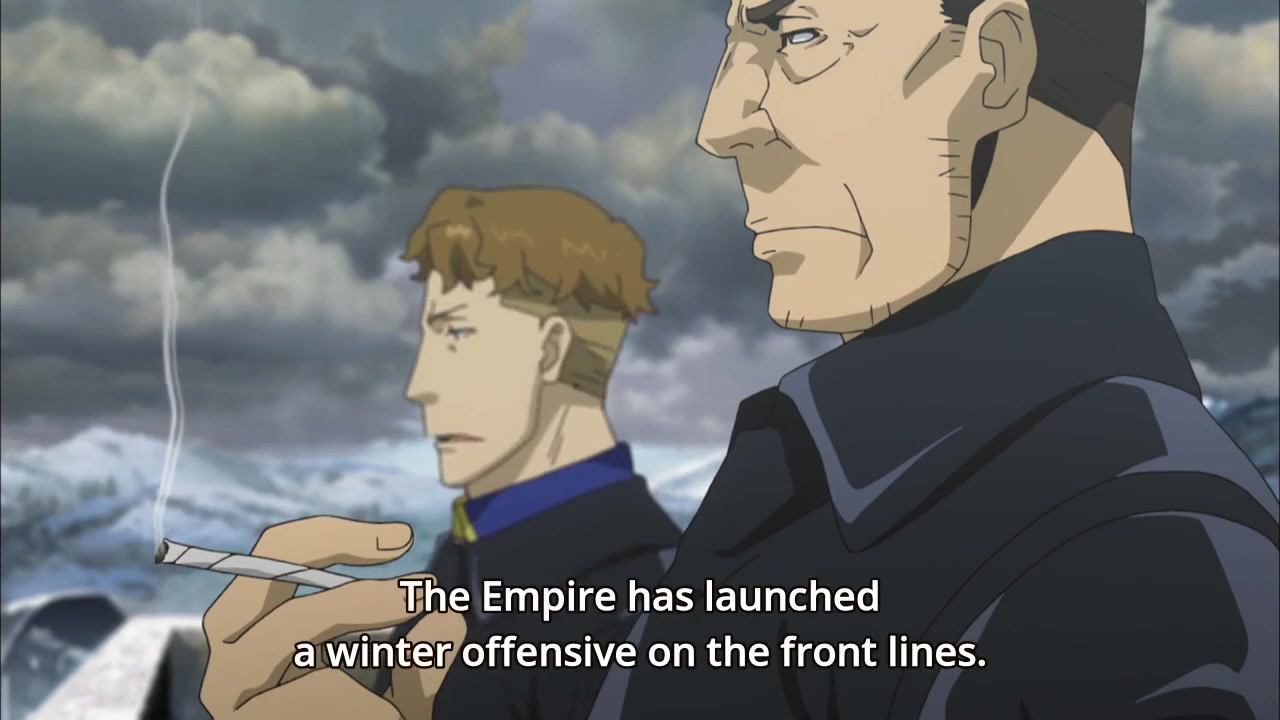 The Empire has launched
a winter offensive on the front lines.